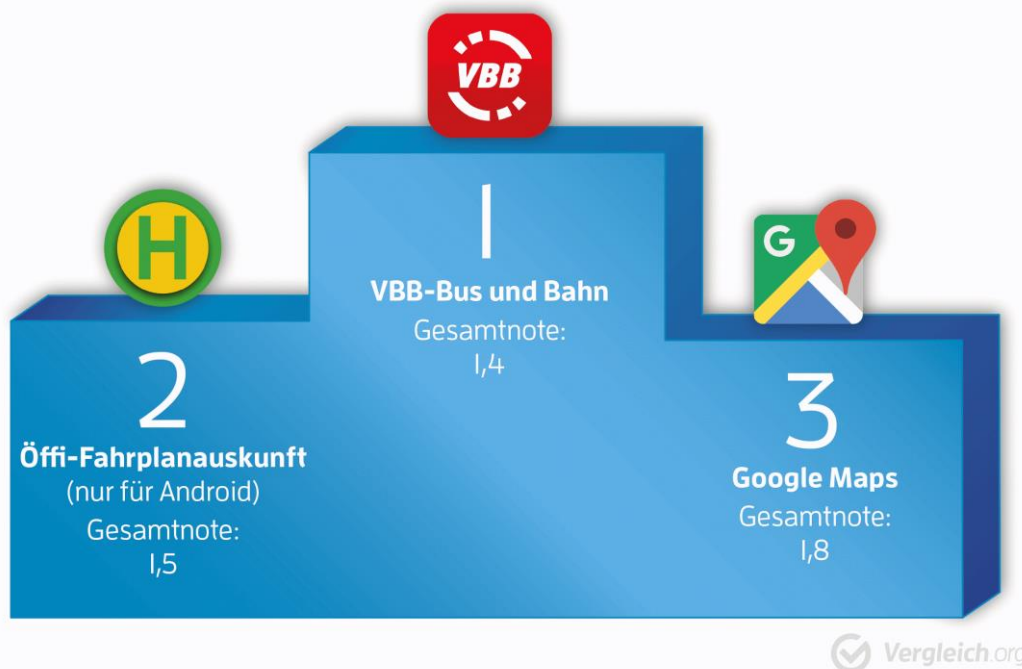 VBB
1
VBB-Bus und Bahn
Gesamtnote:
1,4
H
2
Öffi-Fahrplanauskunft
(nur für Android)
Gesamtnote:
1,5
G
3
Google Maps
Gesamtnote:
1,8
Vergleich.org